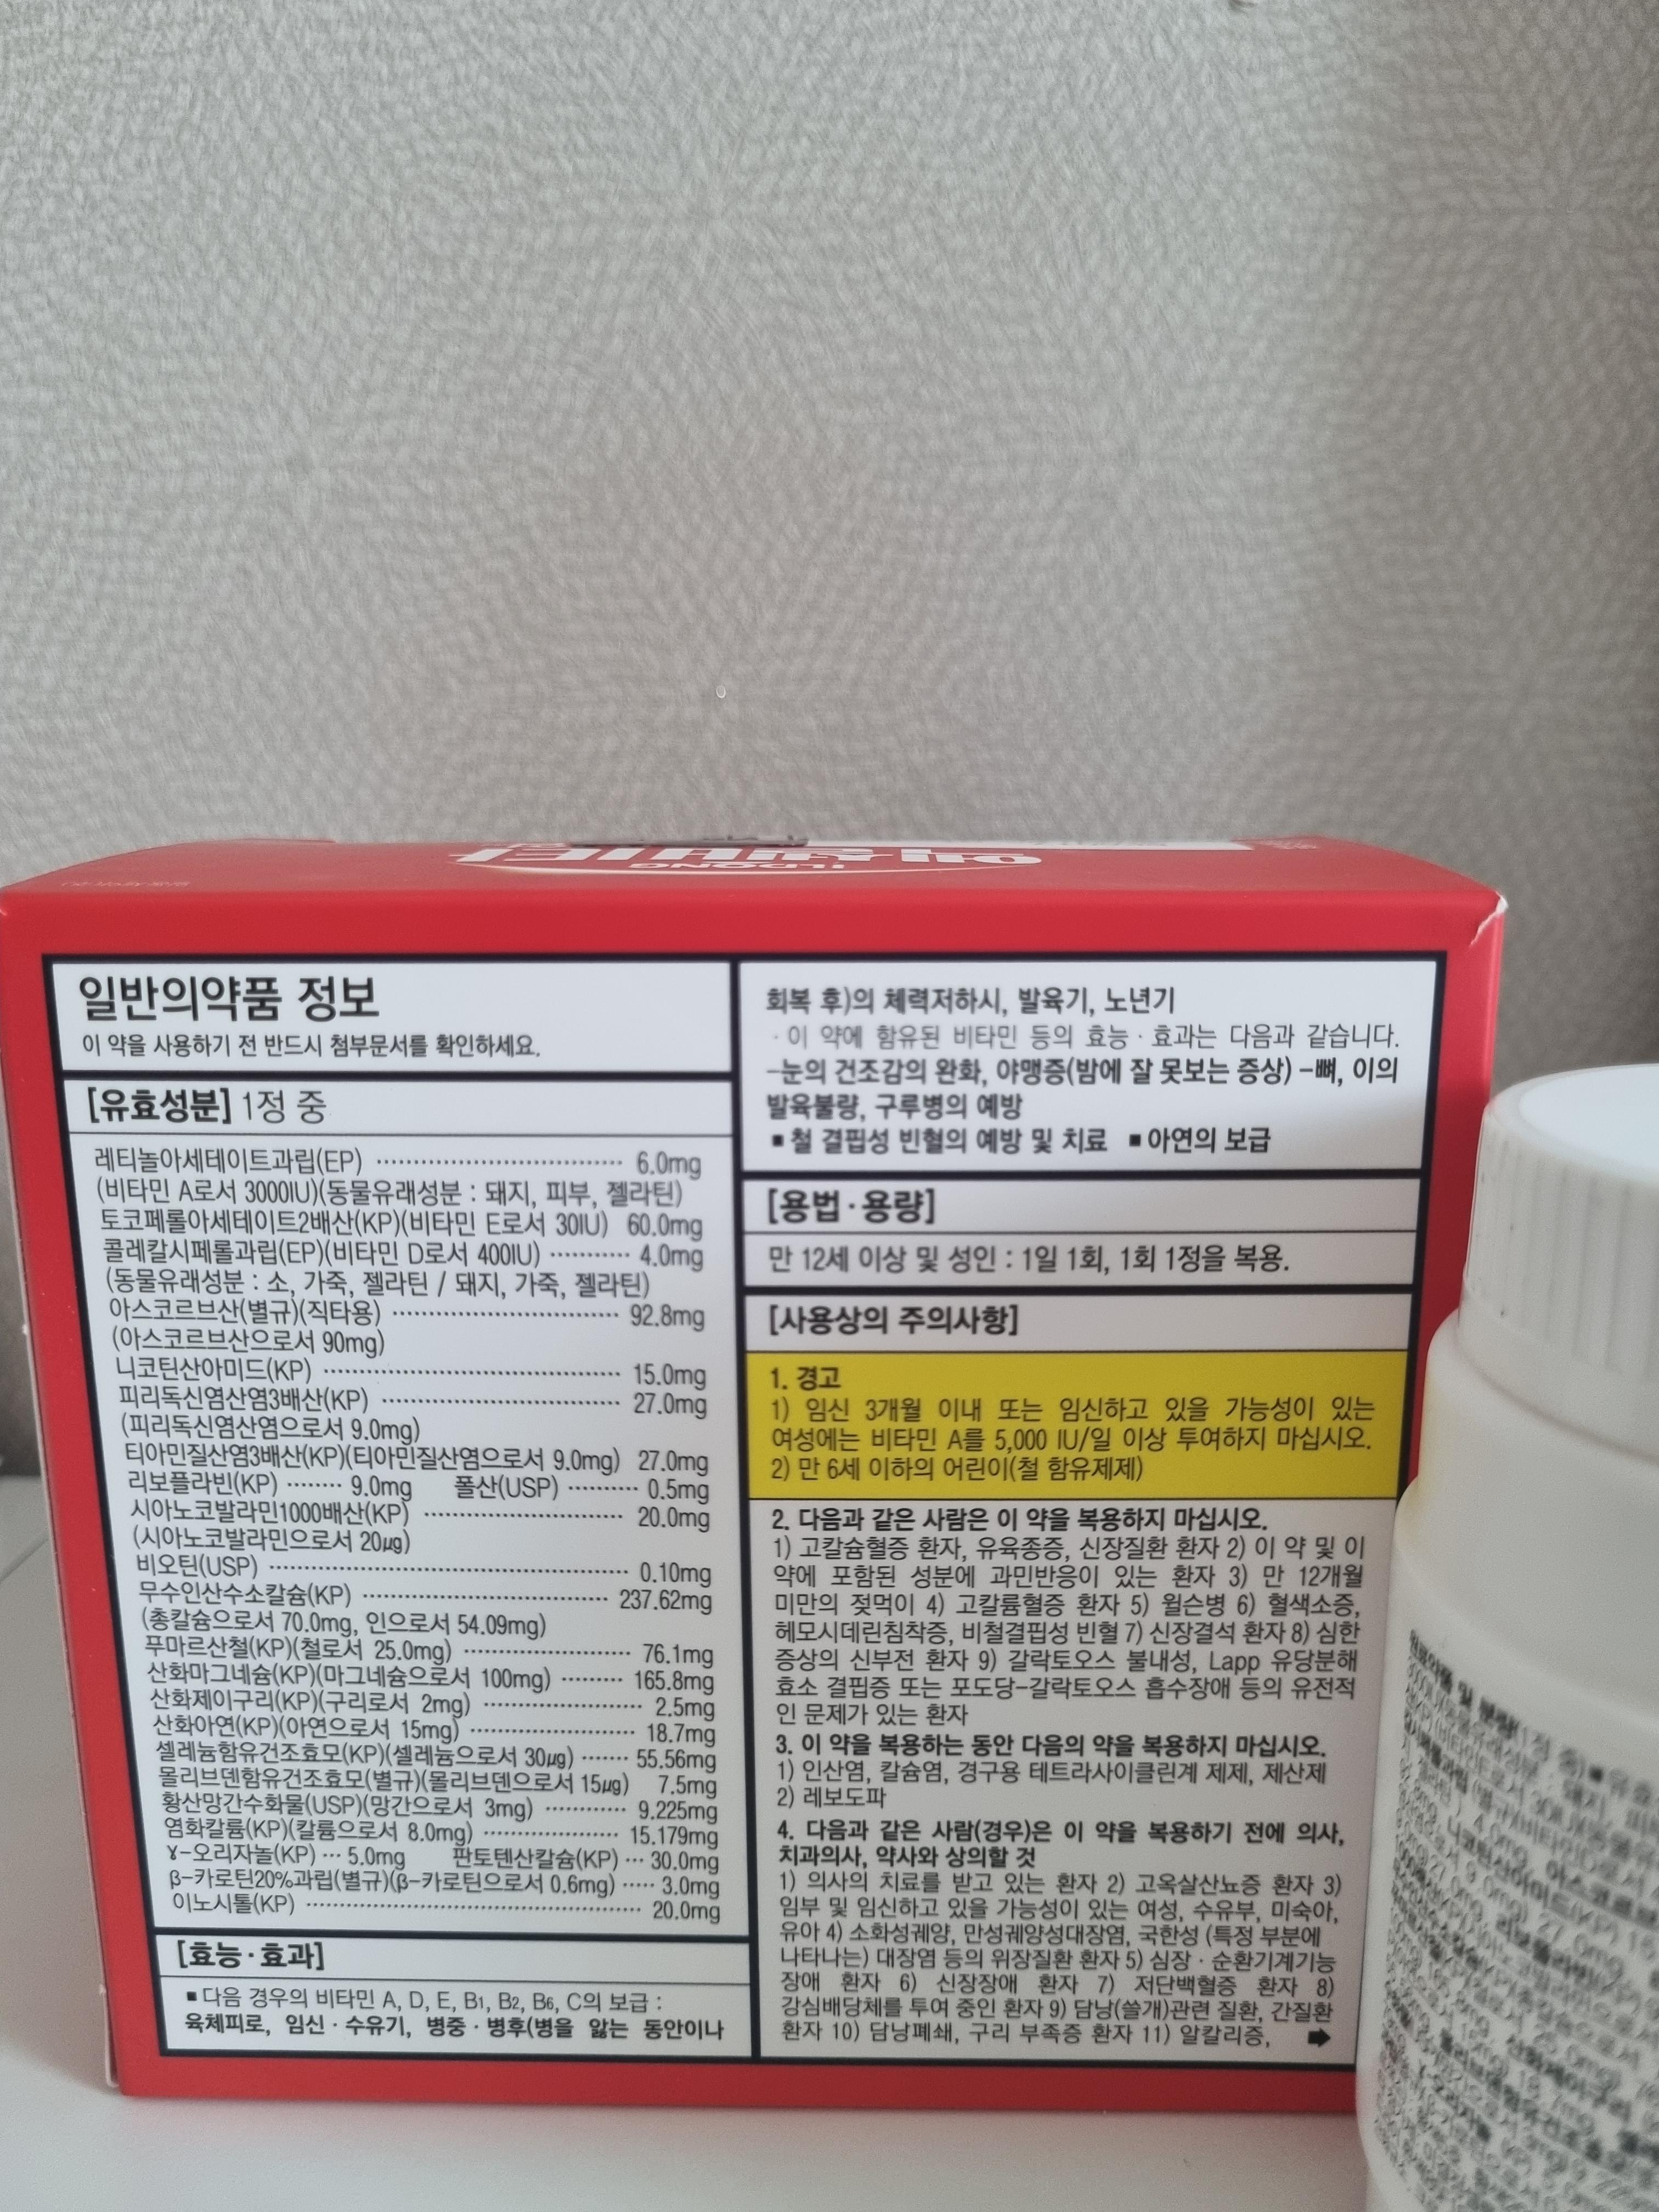 ILDONG
일반의약품 정보
이 약을 사용하기 전 반드시 첨부문서를 확인하세요.
[유효성분] 1정 중
레티놀아세테이트과립(EP) ·································· 6.0mg
(비타민 A로서 3000IU)(동물유래성분 : 돼지, 피부, 젤라틴)
토코페롤아세테이트2배산(KP)(비타민 E로서 30IU) 60.0mg
콜레칼시페롤과립(EP)(비타민 D로서 400IU) ··········· 4.0mg
(동물유래성분 : 소, 가죽, 젤라틴 / 돼지, 가죽, 젤라틴)
아스코르브산(별규)(직타용) ······························· 92.8mg
(아스코르브산으로서 90mg)
니코틴산아미드(KP) ········································· 15.0mg
피리독신염산염3배산(KP) ································· 27.0mg
(피리독신염산염으로서 9.0mg)
티아민질산염3배산(KP)(티아민질산염으로서 9.0mg) 27.0mg
리보플라빈(KP) ········ 9.0mg 폴산(USP) ·········· 0.5mg
시아노코발라민1000배산(KP) ···························· 20.0mg
(시아노코발라민으로서 20㎍)
비오틴(USP) ·················································· 0.10mg
무수인산수소칼슘(KP) ··································· 237.62mg
(총칼슘으로서 70.0mg, 인으로서 54.09mg)
푸마르산철(KP)(철로서 25.0mg) ······················· 76.1mg
산화마그네슘(KP)(마그네슘으로서 100mg) ········· 165.8mg
산화제이구리(KP)(구리로서 2mg) ······················· 2.5mg
산화아연(KP)(아연으로서 15mg) ························ 18.7mg
셀레늄함유건조효모(KP)(셀레늄으로서 30㎍) ······· 55.56mg
몰리브덴함유건조효모(별규)(몰리브덴으로서 15㎍) 7.5mg
황산망간수화물(USP)(망간으로서 3mg) ············ 9.225mg
염화칼륨(KP)(칼륨으로서 8.0mg) ···················· 15.179mg
γ-오리자놀(KP) ··· 5.0mg 판토텐산칼슘(KP) ··· 30.0mg
β-카로틴20%과립(별규)(β-카로틴으로서 0.6mg) ····· 3.0mg
이노시톨(KP) ················································ 20.0mg
[효능·효과]
▪다음 경우의 비타민 A, D, E, B₁, B₂, B₆, C의 보급 :
육체피로, 임신·수유기, 병중·병후(병을 앓는 동안이나
회복 후)의 체력저하시, 발육기, 노년기
·이 약에 함유된 비타민 등의 효능·효과는 다음과 같습니다.
-눈의 건조감의 완화, 야맹증(밤에 잘 못보는 증상) -뼈, 이의
발육불량, 구루병의 예방
▪철 결핍성 빈혈의 예방 및 치료 ▪아연의 보급
[용법·용량]
만 12세 이상 및 성인 : 1일 1회, 1회 1정을 복용.
[사용상의 주의사항]
1. 경고
1) 임신 3개월 이내 또는 임신하고 있을 가능성이 있는
여성에는 비타민 A를 5,000 IU/일 이상 투여하지 마십시오.
2) 만 6세 이하의 어린이(철 함유제제)
2. 다음과 같은 사람은 이 약을 복용하지 마십시오.
1) 고칼슘혈증 환자, 유육종증, 신장질환 환자 2) 이 약 및 이
약에 포함된 성분에 과민반응이 있는 환자 3) 만 12개월
미만의 젖먹이 4) 고칼륨혈증 환자 5) 윌슨병 6) 혈색소증,
헤모시데린침착증, 비철결핍성 빈혈 7) 신장결석 환자 8) 심한
증상의 신부전 환자 9) 갈락토오스 불내성, Lapp 유당분해
효소 결핍증 또는 포도당-갈락토오스 흡수장애 등의 유전적
인 문제가 있는 환자
3. 이 약을 복용하는 동안 다음의 약을 복용하지 마십시오.
1) 인산염, 칼슘염, 경구용 테트라사이클린계 제제, 제산제
2) 레보도파
4. 다음과 같은 사람(경우)은 이 약을 복용하기 전에 의사,
치과의사, 약사와 상의할 것
1) 의사의 치료를 받고 있는 환자 2) 고옥살산뇨증 환자 3)
임부 및 임신하고 있을 가능성이 있는 여성, 수유부, 미숙아,
유아 4) 소화성궤양, 만성궤양성대장염, 국한성 (특정 부분에
나타나는) 대장염 등의 위장질환 환자 5) 심장·순환기계기능
장애 환자 6) 신장장애 환자 7) 저단백혈증 환자 8)
강심배당체를 투여 중인 환자 9) 담낭(쓸개)관련 질환, 간질환
환자 10) 담낭폐쇄, 구리 부족증 환자 11) 알칼리증,